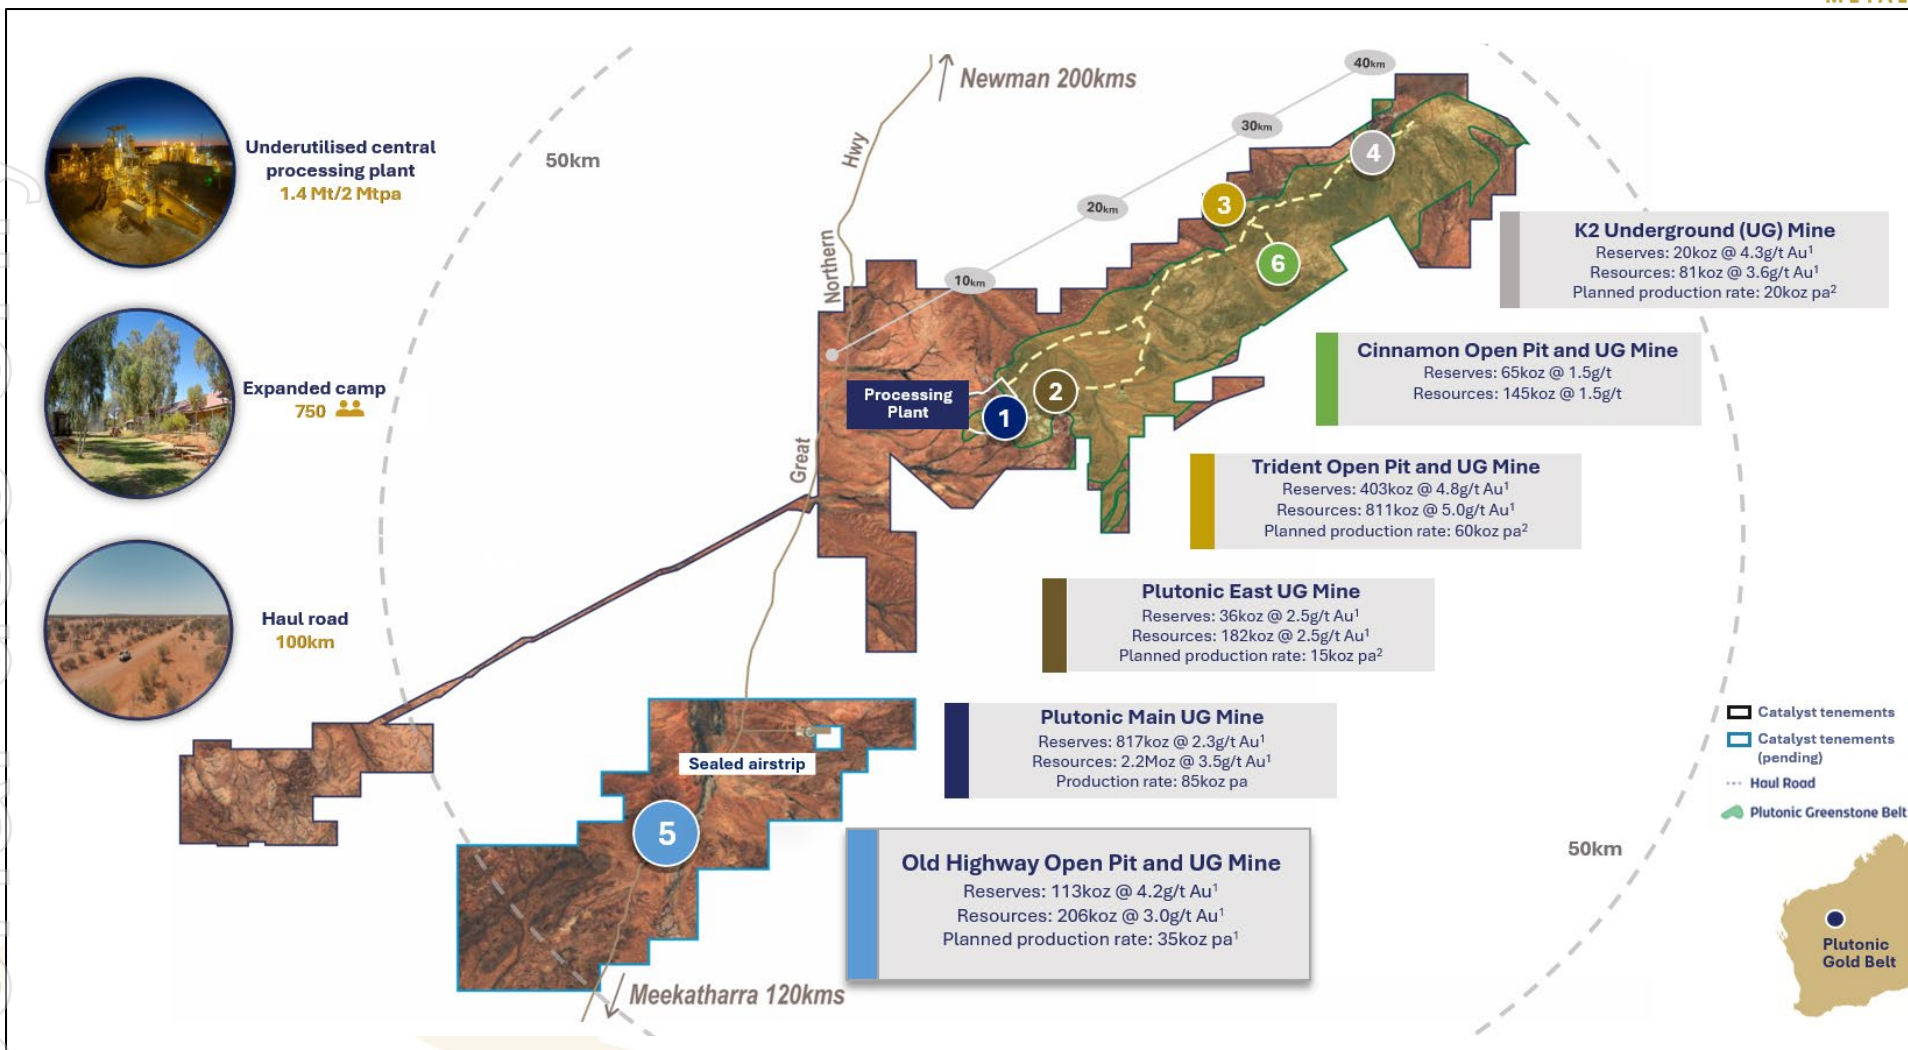 Newman 200kms
40km
30km
20km
10km
50km
Hwy
Northern
Great
Underutilised central
processing plant
1.4 Mt/2 Mtpa
Expanded camp
750
Haul road
100km
4
3
6
2
1
Processing
Plant
K2 Underground (UG) Mine
Reserves: 20koz @ 4.3g/t Au¹
Resources: 81koz @ 3.6g/t Au¹
Planned production rate: 20koz pa²
Cinnamon Open Pit and UG Mine
Reserves: 65koz @ 1.5g/t
Resources: 145koz @ 1.5g/t
Trident Open Pit and UG Mine
Reserves: 403koz @ 4.8g/t Au¹
Resources: 811koz @ 5.0g/t Au¹
Planned production rate: 60koz pa²
Plutonic East UG Mine
Reserves: 36koz @ 2.5g/t Au¹
Resources: 182koz @ 2.5g/t Au¹
Planned production rate: 15koz pa²
Plutonic Main UG Mine
Reserves: 817koz @ 2.3g/t Au¹
Resources: 2.2Moz @ 3.5g/t Au¹
Production rate: 85koz pa
Sealed airstrip
5
Old Highway Open Pit and UG Mine
Reserves: 113koz @ 4.2g/t Au¹
Resources: 206koz @ 3.0g/t Au¹
Planned production rate: 35koz pa¹
Meekatharra 120kms
50km
Catalyst tenements
Catalyst tenements
(pending)
Haul Road
Plutonic Greenstone Belt
Plutonic
Gold Belt